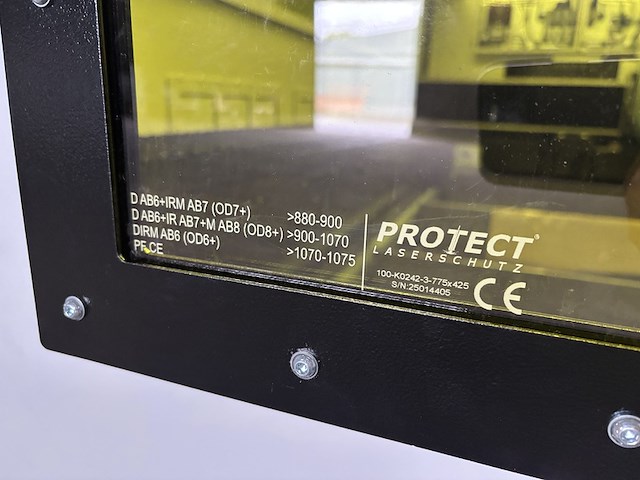 D AB6+IRM AB7 (OD7+) >880-900
D AB6+IR AB7+M AB8 (OD8+) >900-1070
DIRM AB6 (OD6+) >1070-1075
PF CE
PROTECT®
LASERSCHUTZ
100-K0242-3-775x425
S/N:25014405
CE